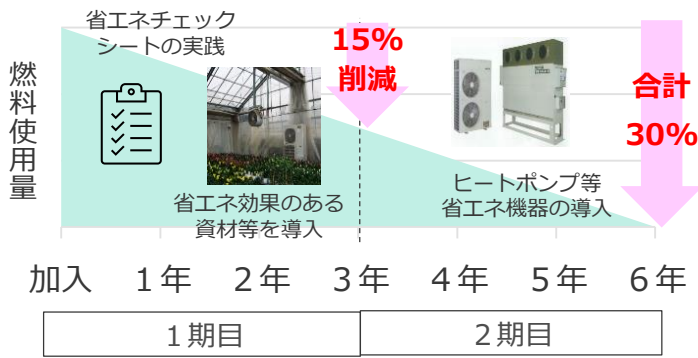 省エネチェック
シートの実践
15%
削減
燃料使用量
合計
30%
省エネ効果のある
資材等を導入
ヒートポンプ等
省エネ機器の導入
加入 1年 2年 3年 4年 5年 6年
1期目 2期目